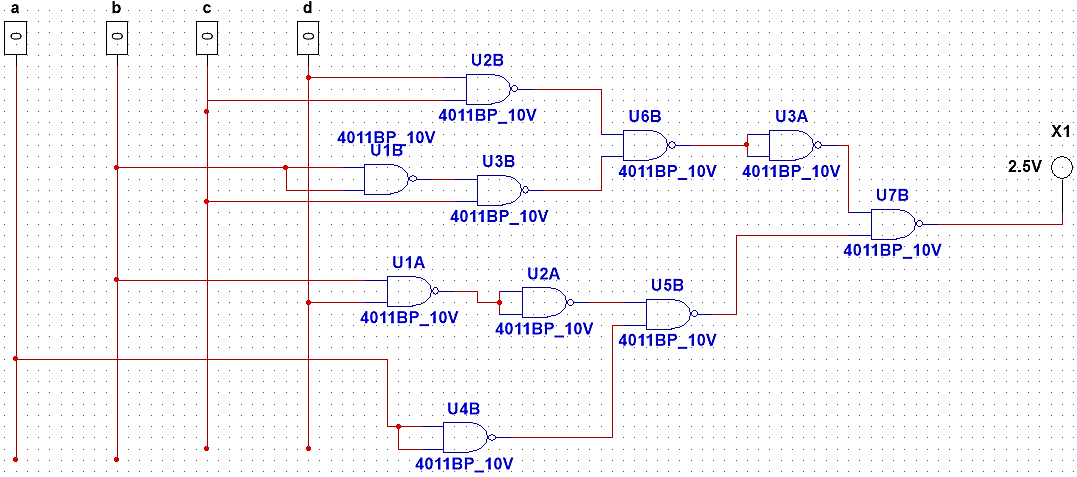 a b c d
0 0 0 0
U2B
4011BP_10V
U6B
4011BP_10V
U3A
4011BP_10V
X1
2.5V
4011BP_10V
U1B
U3B
4011BP_10V
U7B
4011BP_10V
U1A
4011BP_10V
U2A
4011BP_10V
U5B
4011BP_10V
U4B
4011BP_10V